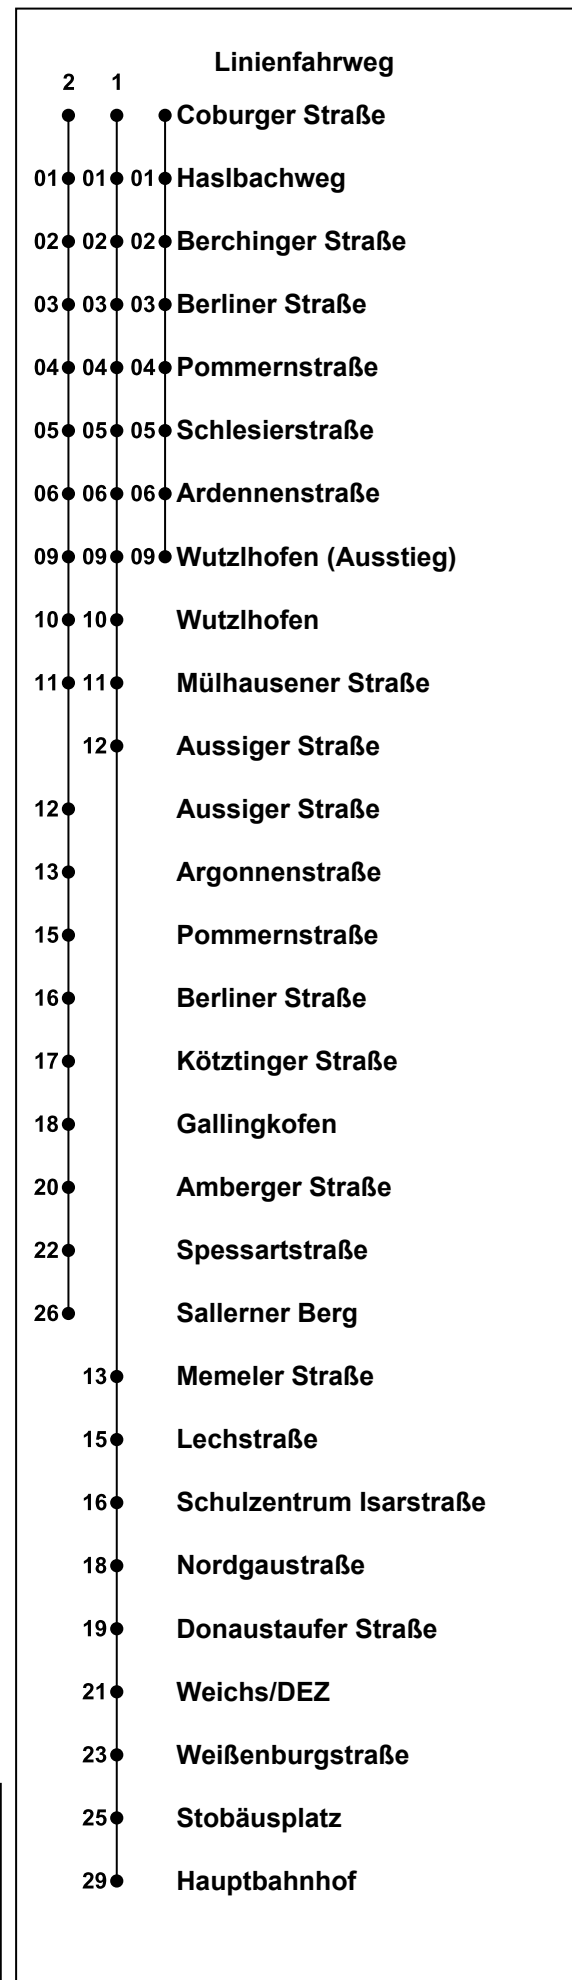 Linienfahrweg
2 1
Coburger Straße
01 01 01 Haslbachweg
02 02 02 Berchinger Straße
03 03 03 Berliner Straße
04 04 04 Pommernstraße
05 05 05 Schlesierstraße
06 06 06 Ardennenstraße
09 09 09 Wutzlhofen (Ausstieg)
10 10 Wutzlhofen
11 11 Mülhausener Straße
12 Aussiger Straße
12 Aussiger Straße
13 Argonnenstraße
15 Pommernstraße
16 Berliner Straße
17 Kötztinger Straße
18 Gallingkofen
20 Amberger Straße
22 Spessartstraße
26 Sallerner Berg
13 Memeler Straße
15 Lechstraße
16 Schulzentrum Isarstraße
18 Nordgaustraße
19 Donaustaufer Straße
21 Weichs/DEZ
23 Weißenburgstraße
25 Stobäusplatz
29 Hauptbahnhof